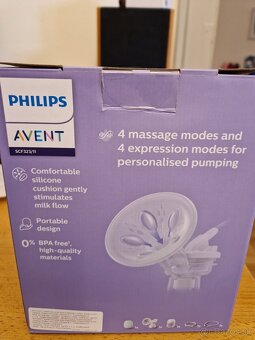 PHILIPS
AVENT
SCF323/11
4 massage modes and
4 expression modes for
personalised pumping
Comfortable
silicone
cushion gently
stimulates
milk flow
Portable
design
0% BPA free¹
high-quality
materials